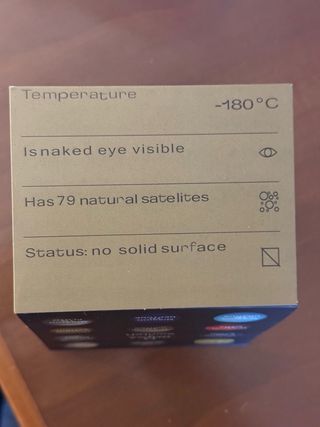 Temperature -180°C
Is naked eye visible
Has 79 natural satelites
Status: no solid surface